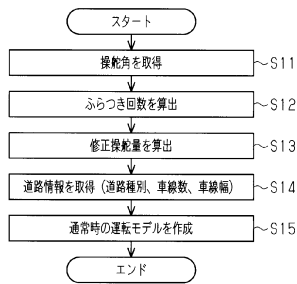 スタート
操舵角を取得
S11
ふらつき回数を算出
S12
修正操舵量を算出
S13
道路情報を取得（道路種別、車線数、車線幅）
S14
通常時の運転モデルを作成
S15
エンド